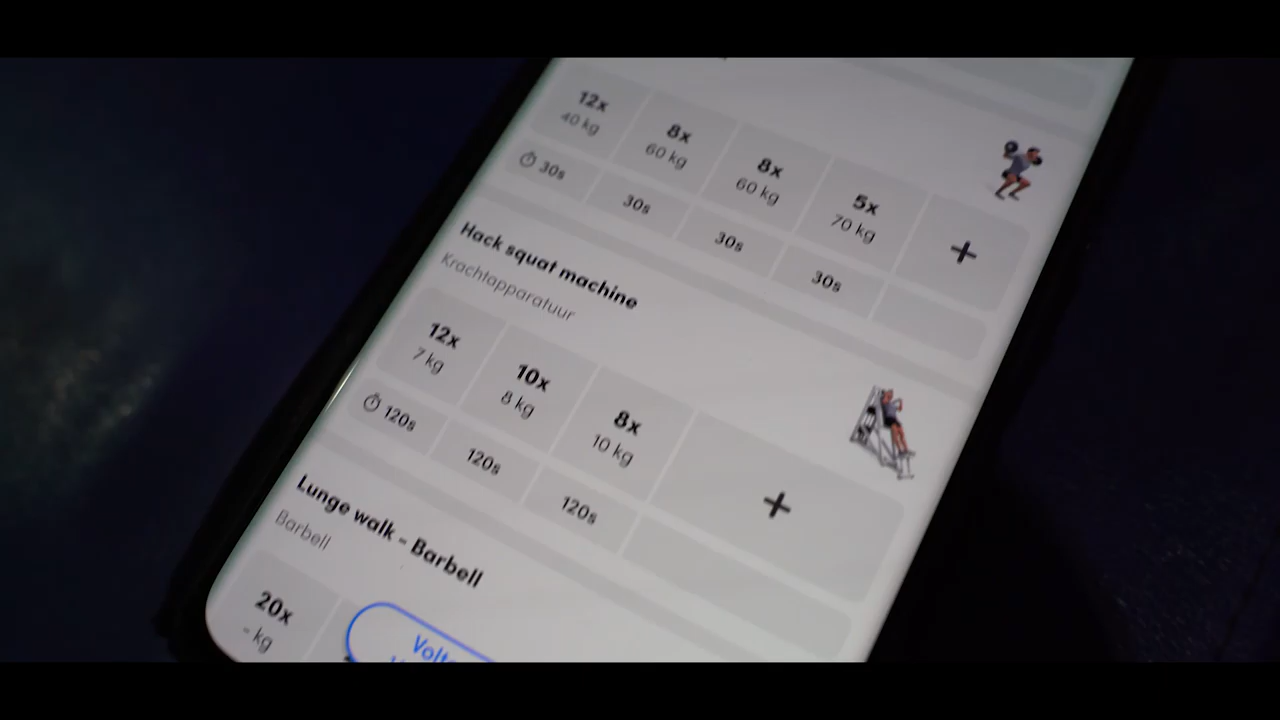 12x 8x 8x 5x
40 kg 60 kg 60 kg 70 kg
+
30s 30s 30s 30s
Hack squat machine
Krachtapparatuur
12x 10x 8x
7 kg 8 kg 10 kg
+
120s 120s 120s
Lunge walk - Barbell
Barbell
20x
- kg